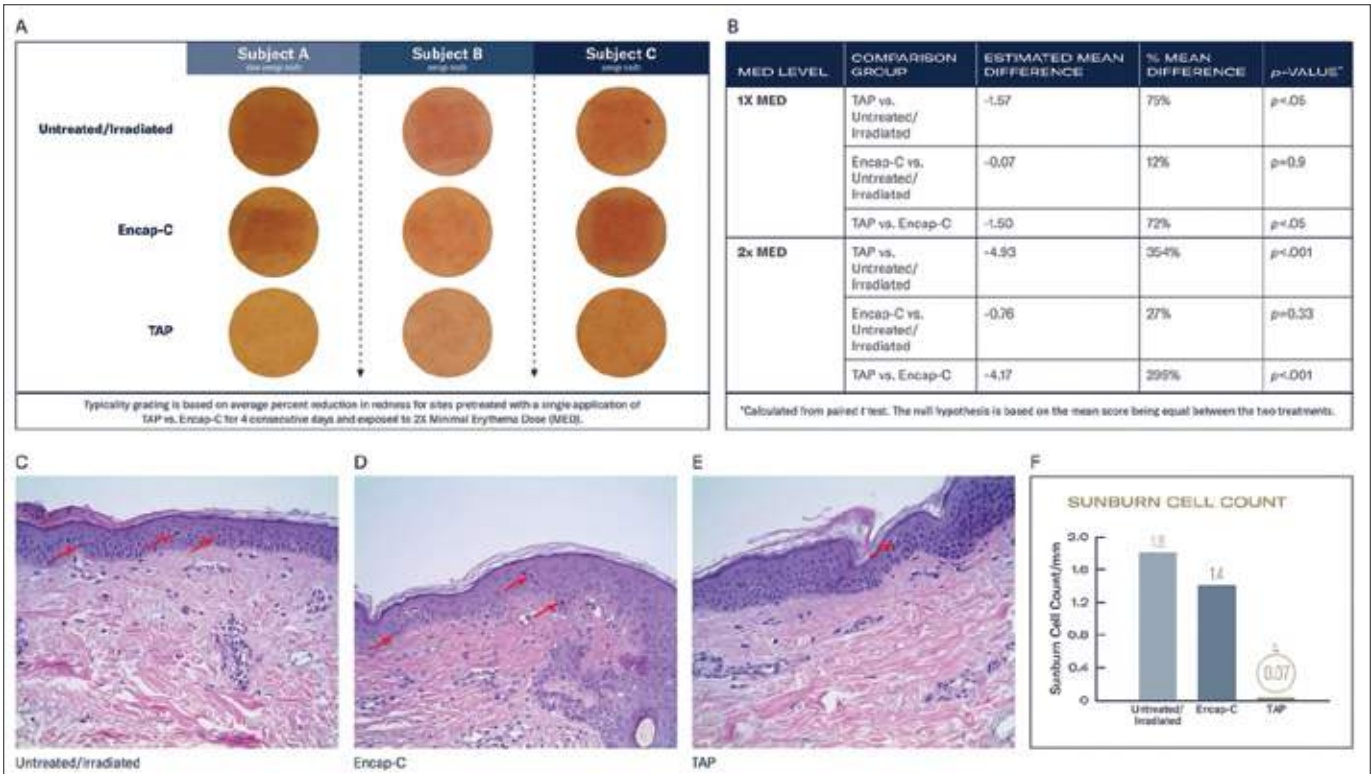 A
Subject A
Subject B
Subject C
Untreated/Irradiated
Encap-C
TAP
Typicality grading is based on average percent reduction in redness for sites pretreated with a single application of
TAP vs. Encap-C for 4 consecutive days and exposed to 2X Minimal Erythema Dose (MED).
B
MED LEVEL
COMPARISON
GROUP
ESTIMATED MEAN
DIFFERENCE
% MEAN
DIFFERENCE
p-VALUE*
1X MED
TAP vs.
Untreated/
Irradiated
-1.57
75%
p<.05
Encap-C vs.
Untreated/
Irradiated
-0.07
12%
p=0.9
TAP vs. Encap-C
-1.50
72%
p<.05
2x MED
TAP vs.
Untreated/
Irradiated
-4.93
354%
p<.001
Encap-C vs.
Untreated/
Irradiated
-0.76
27%
p=0.33
TAP vs. Encap-C
-4.17
295%
p<.001
*Calculated from paired t test. The null hypothesis is based on the mean score being equal between the two treatments.
C
Untreated/Irradiated
D
Encap-C
E
TAP
F
SUNBURN CELL COUNT
Sunburn Cell Count/mm
2.0
1.6
1.2
0.8
0.4
0
1.8
1.4
0.07
Untreated/
Irradiated
Encap-C
TAP